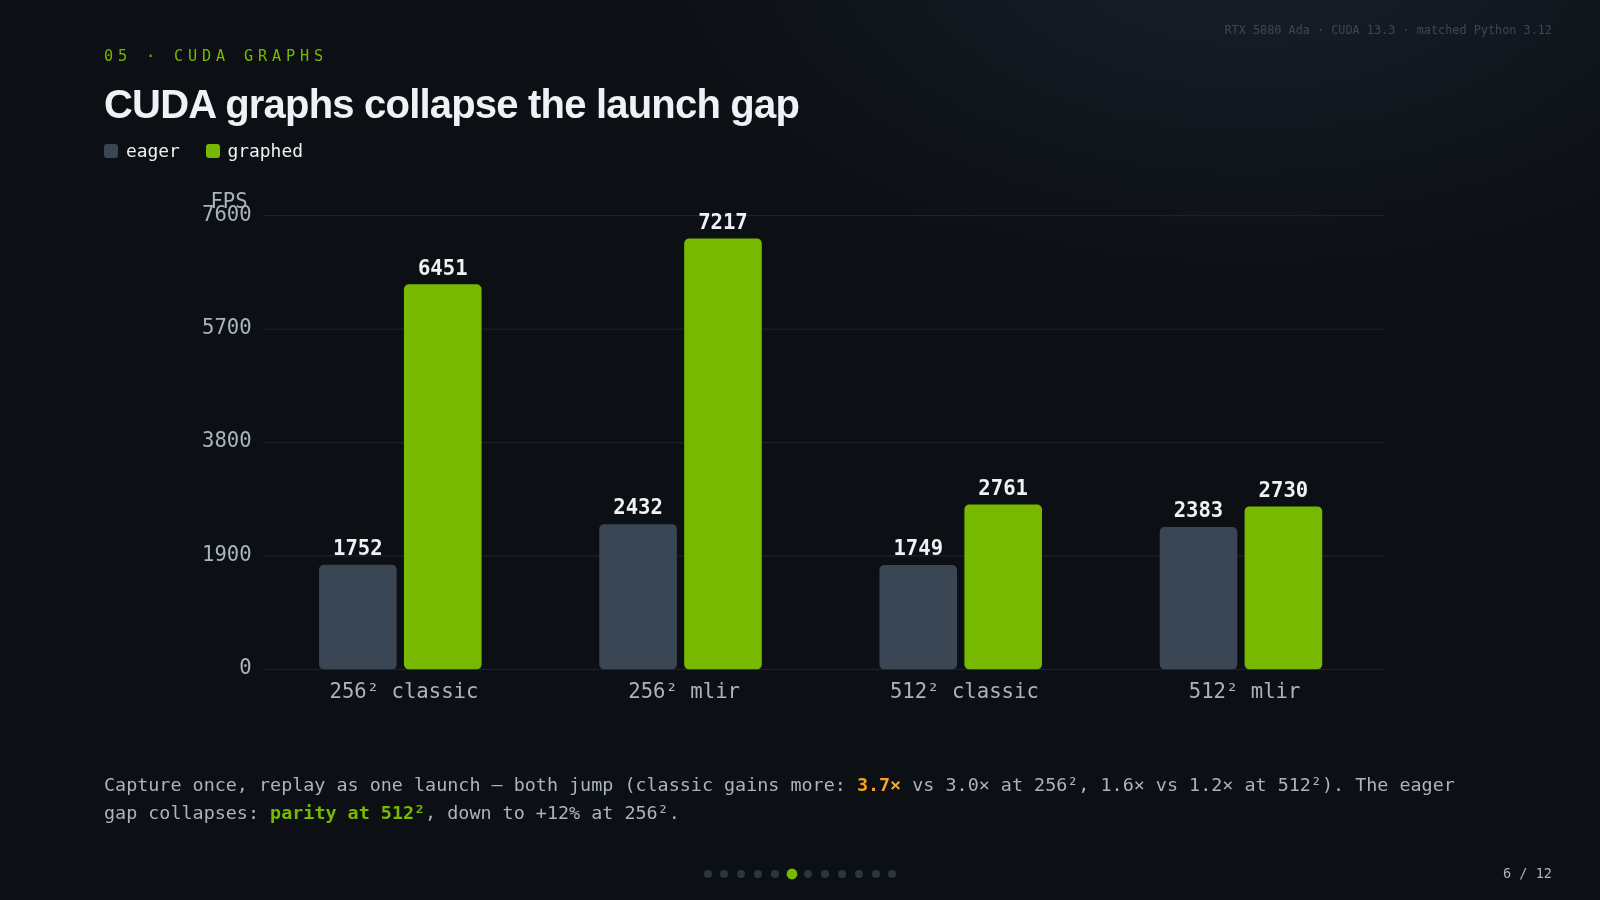 RTX 5880 Ada · CUDA 13.3 · matched Python 3.12
05 · CUDA GRAPHS
CUDA graphs collapse the launch gap
eager graphed
FPS
7600
5700
3800
1900
0
1752 6451 2432 7217 1749 2761 2383 2730
256² classic 256² mlir 512² classic 512² mlir
Capture once, replay as one launch — both jump (classic gains more: 3.7× vs 3.0× at 256², 1.6× vs 1.2× at 512²). The eager
gap collapses: parity at 512², down to +12% at 256².
6 / 12